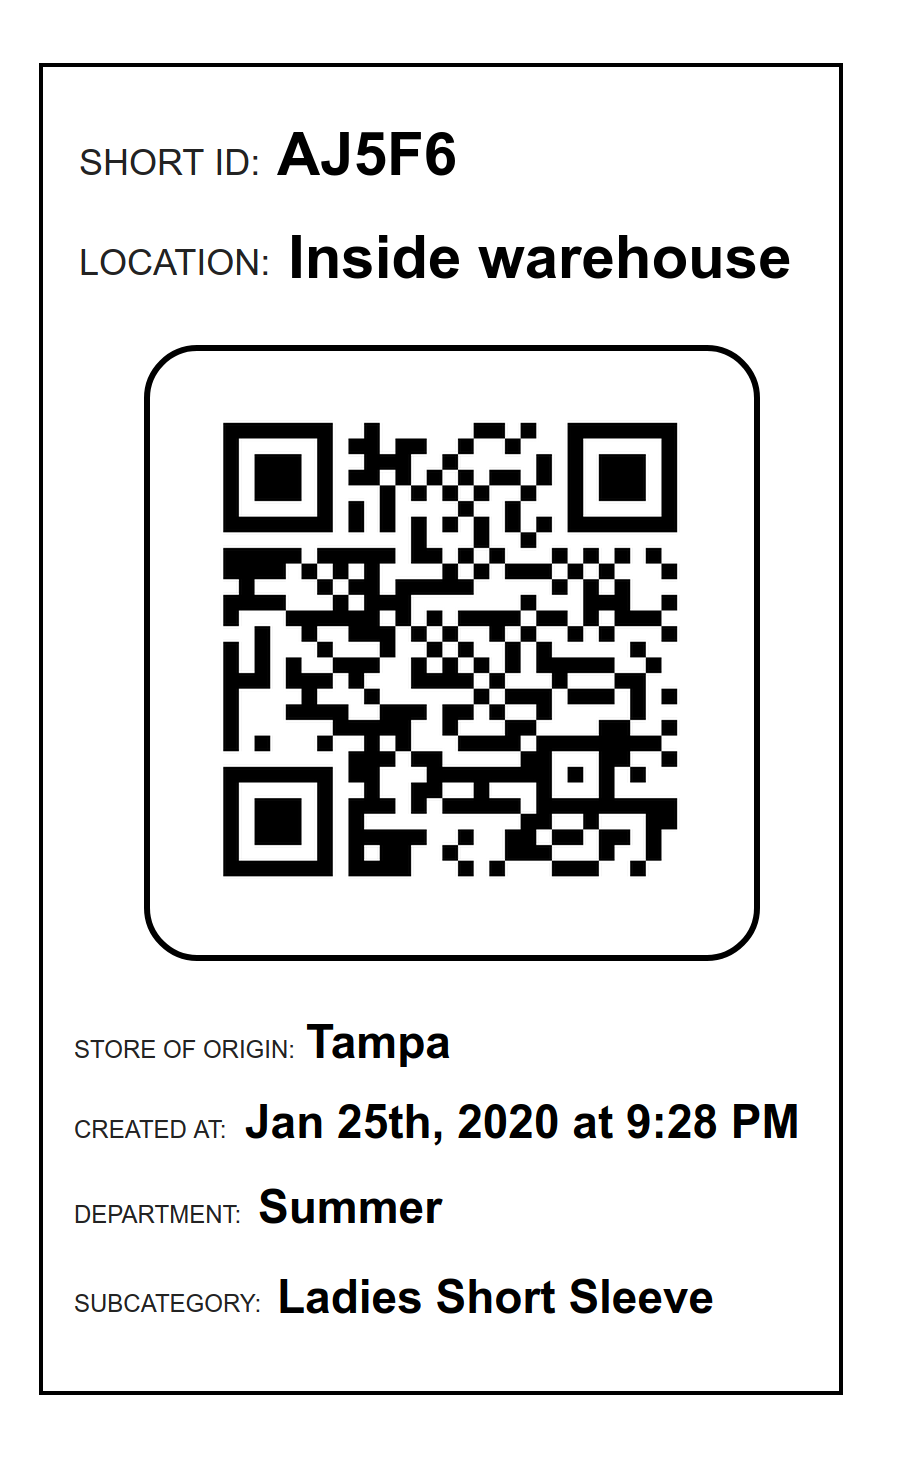 SHORT ID: AJ5F6
LOCATION: Inside warehouse
STORE OF ORIGIN: Tampa
CREATED AT: Jan 25th, 2020 at 9:28 PM
DEPARTMENT: Summer
SUBCATEGORY: Ladies Short Sleeve